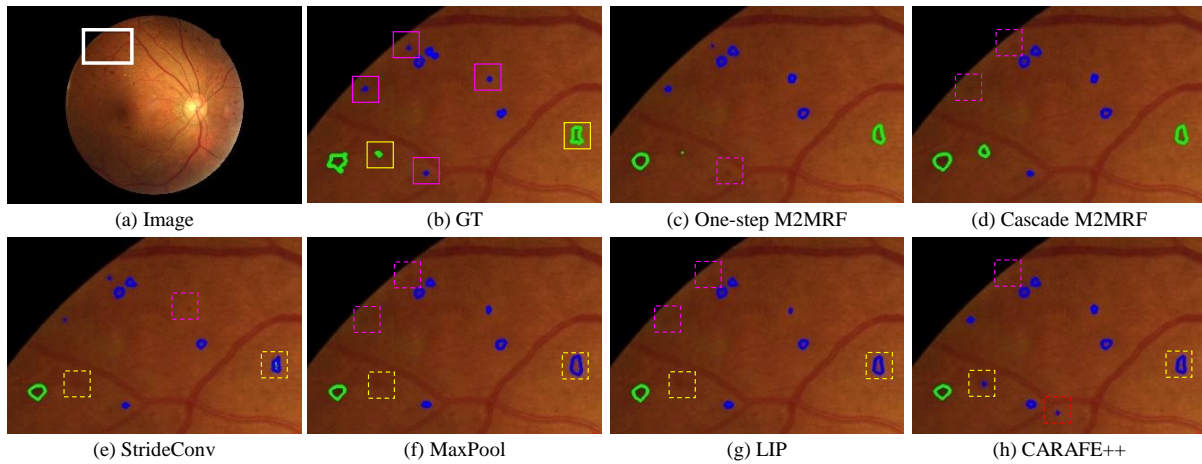 (a) Image
(b) GT
(c) One-step M2MRF
(d) Cascade M2MRF
(e) StrideConv
(f) MaxPool
(g) LIP
(h) CARAFE++